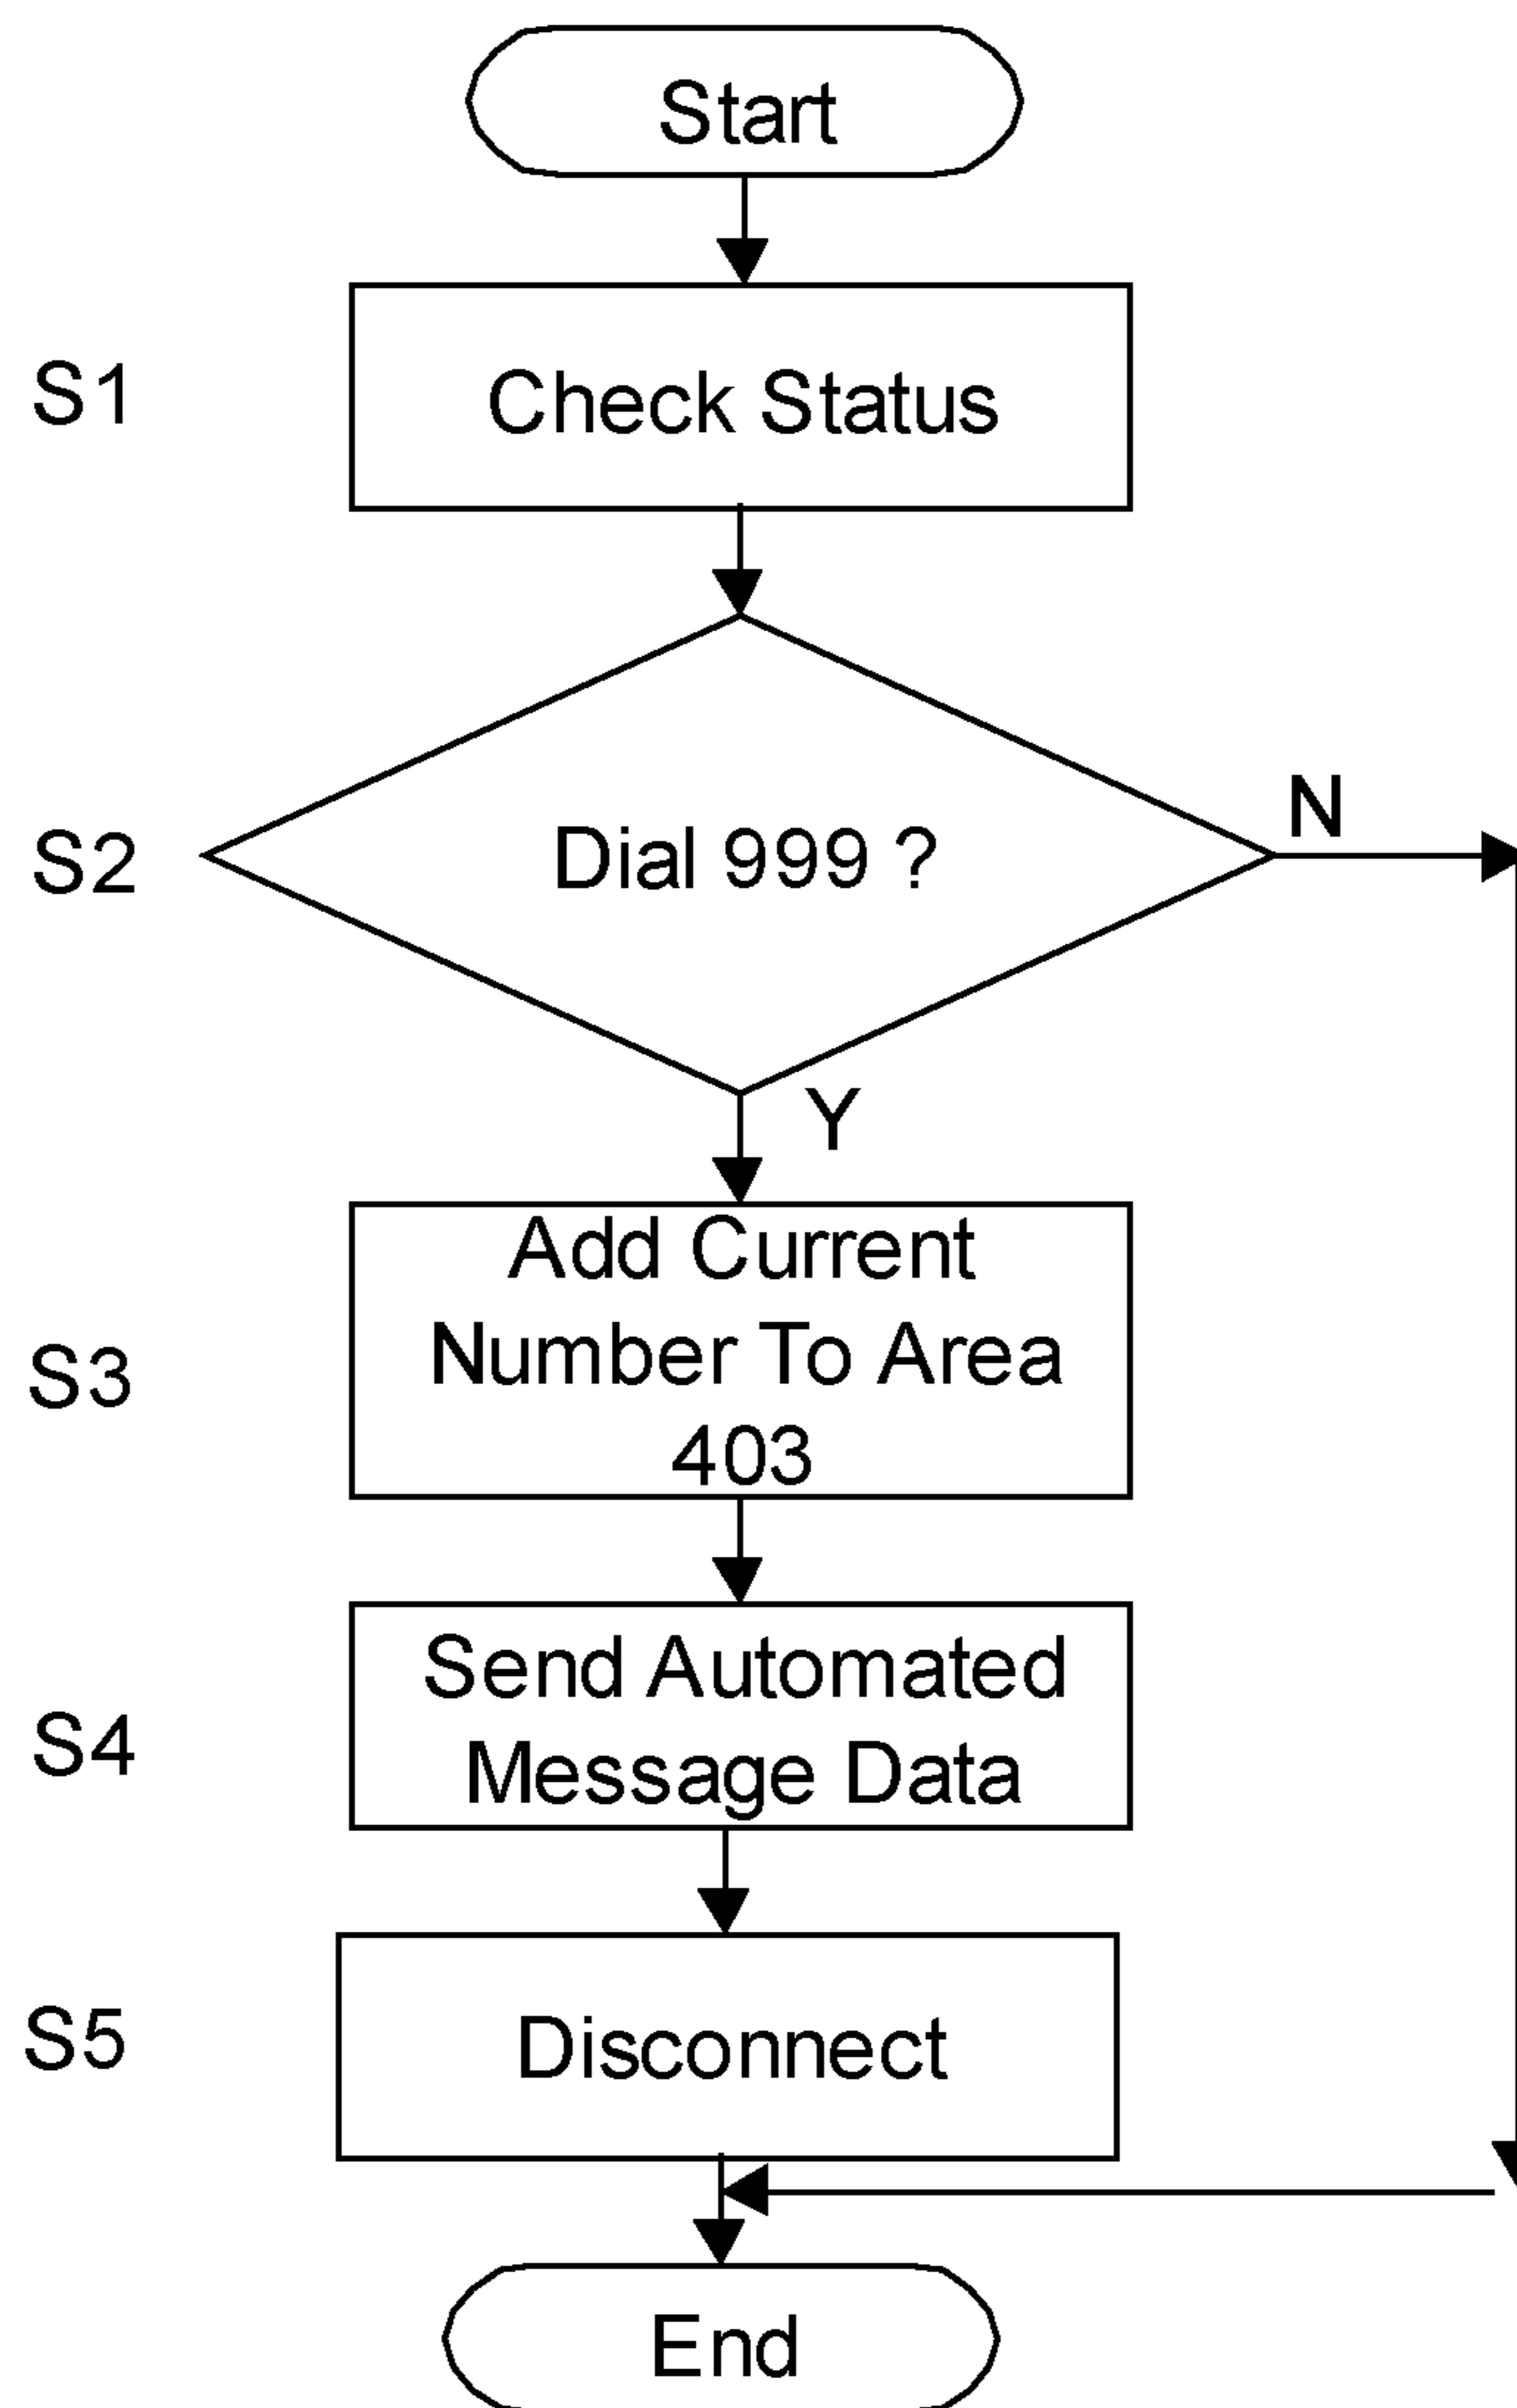 Start
S1
Check Status
S2
Dial 999 ?
N
Y
S3
Add Current
Number To Area
403
S4
Send Automated
Message Data
S5
Disconnect
End